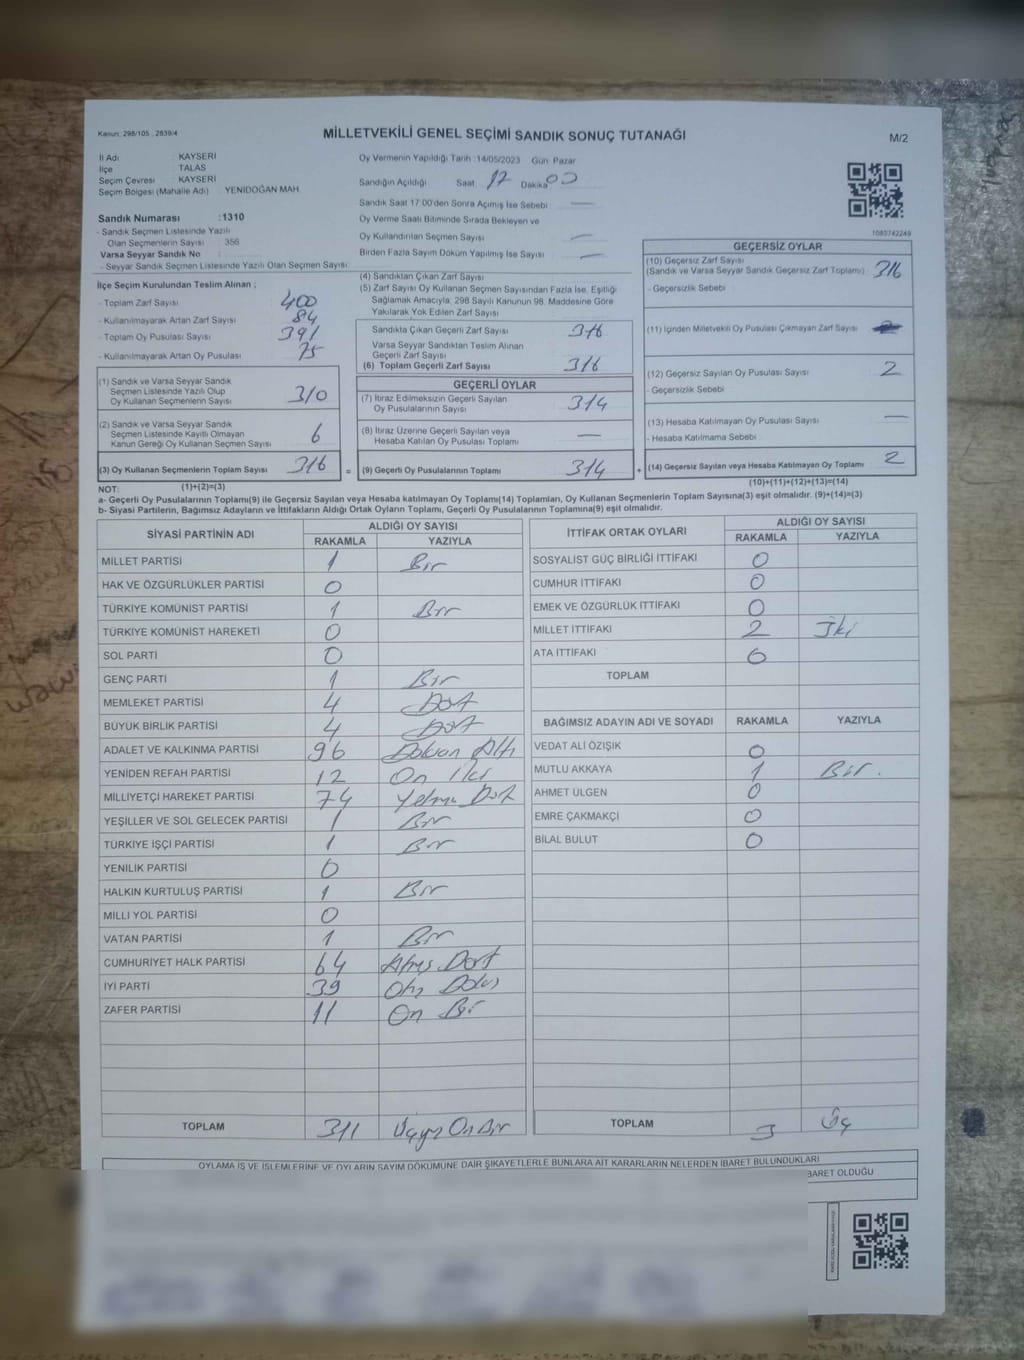 Kanun: 298/105 , 2839/4
MİLLETVEKİLİ GENEL SEÇİMİ SANDIK SONUÇ TUTANAĞI
M/2
İl Adı : KAYSERİ
İlçe : TALAS
Seçim Çevresi : KAYSERİ
Seçim Bölgesi (Mahalle Adı) : YENİDOĞAN MAH.
Sandık Numarası :1310
- Sandık Seçmen Listesinde Yazılı
Olan Seçmenlerin Sayısı : 356
Varsa Seyyar Sandık No :
- Seyyar Sandık Seçmen Listesinde Yazılı Olan Seçmen Sayısı:
İlçe Seçim Kurulundan Teslim Alınan ;
- Toplam Zarf Sayısı 400
- Kullanılmayarak Artan Zarf Sayısı 84
- Toplam Oy Pusulası Sayısı 391
- Kullanılmayarak Artan Oy Pusulası 75
(1) Sandık ve Varsa Seyyar Sandık
Seçmen Listesinde Yazılı Olup
Oy Kullanan Seçmenlerin Sayısı 310
(2) Sandık ve Varsa Seyyar Sandık
Seçmen Listesinde Kayıtlı Olmayan
Kanun Gereği Oy Kullanan Seçmen Sayısı 6
(3) Oy Kullanan Seçmenlerin Toplam Sayısı 316 =
(1)+(2)=(3)
Oy Vermenin Yapıldığı Tarih :14/05/2023 Gün Pazar
Sandığın Açıldığı Saat 17 Dakika 00
Sandık Saat 17:00'den Sonra Açımış İse Sebebi —
Oy Verme Saati Bitiminde Sırada Bekleyen ve
Oy Kullandırılan Seçmen Sayısı —
Birden Fazla Sayım Döküm Yapılmış İse Sayısı —
(4) Sandıktan Çıkan Zarf Sayısı
(5) Zarf Sayısı Oy Kullanan Seçmen Sayısından Fazla İse, Eşitliği
Sağlamak Amacıyla; 298 Sayılı Kanunun 98. Maddesine Göre
Yakılarak Yok Edilen Zarf Sayısı
Sandıkta Çıkan Geçerli Zarf Sayısı 316
Varsa Seyyar Sandıktan Teslim Alınan
Geçerli Zarf Sayısı
(6) Toplam Geçerli Zarf Sayısı 316
GEÇERLİ OYLAR
(7) İtiraz Edilmeksizin Geçerli Sayılan
Oy Pusulalarının Sayısı 314
(8) İtiraz Üzerine Geçerli Sayılan veya
Hesaba Katılan Oy Pusulası Toplamı —
(9) Geçerli Oy Pusulalarının Toplamı 314 +
1083742249
GEÇERSİZ OYLAR
(10) Geçersiz Zarf Sayısı
(Sandık ve Varsa Seyyar Sandık Geçersiz Zarf Toplamı) 316
- Geçersizlik Sebebi
(11) İçinden Milletvekili Oy Pusulası Çıkmayan Zarf Sayısı
(12) Geçersiz Sayılan Oy Pusulası Sayısı 2
- Geçersizlik Sebebi
(13) Hesaba Katılmayan Oy Pusulası Sayısı —
- Hesaba Katılmama Sebebi
(14) Geçersiz Sayılan veya Hesaba Katılmayan Oy Toplamı 2
(10)+(11)+(12)+(13)=(14)
NOT:
a- Geçerli Oy Pusulalarının Toplamı(9) ile Geçersiz Sayılan veya Hesaba katılmayan Oy Toplamı(14) Toplamları, Oy Kullanan Seçmenlerin Toplam Sayısına(3) eşit olmalıdır. (9)+(14)=(3)
b- Siyasi Partilerin, Bağımsız Adayların ve İttifakların Aldığı Ortak Oyların Toplamı, Geçerli Oy Pusulalarının Toplamına(9) eşit olmalıdır.
SİYASİ PARTİNİN ADI ALDIĞI OY SAYISI
RAKAMLA YAZIYLA
MİLLET PARTİSİ 1 Bir
HAK VE ÖZGÜRLÜKLER PARTİSİ 0
TÜRKİYE KOMÜNİST PARTİSİ 1 Bir
TÜRKİYE KOMÜNİST HAREKETİ 0
SOL PARTİ 0
GENÇ PARTİ 1 Bir
MEMLEKET PARTİSİ 4 Dört
BÜYÜK BİRLİK PARTİSİ 4 Dört
ADALET VE KALKINMA PARTİSİ 96 Doksan Altı
YENİDEN REFAH PARTİSİ 12 On İki
MİLLİYETÇİ HAREKET PARTİSİ 74 Yetmiş Dört
YEŞİLLER VE SOL GELECEK PARTİSİ 1 Bir
TÜRKİYE İŞÇİ PARTİSİ 1 Bir
YENİLİK PARTİSİ 0
HALKIN KURTULUŞ PARTİSİ 1 Bir
MİLLİ YOL PARTİSİ 0
VATAN PARTİSİ 1 Bir
CUMHURİYET HALK PARTİSİ 64 Altmış Dört
İYİ PARTİ 39 Otuz Dokuz
ZAFER PARTİSİ 11 On Bir
TOPLAM 311 Üçyüz On Bir
İTTİFAK ORTAK OYLARI ALDIĞI OY SAYISI
RAKAMLA YAZIYLA
SOSYALİST GÜÇ BİRLİĞİ İTTİFAKI 0
CUMHUR İTTİFAKI 0
EMEK VE ÖZGÜRLÜK İTTİFAKI 0
MİLLET İTTİFAKI 2 İki
ATA İTTİFAKI 0
TOPLAM
BAĞIMSIZ ADAYIN ADI VE SOYADI RAKAMLA YAZIYLA
VEDAT ALİ ÖZIŞIK 0
MUTLU AKKAYA 1 Bir.
AHMET ÜLGEN 0
EMRE ÇAKMAKÇİ 0
BİLAL BULUT 0
TOPLAM 3 Üç
OYLAMA İŞ VE İŞLEMLERİNE VE OYLARIN SAYIM DÖKÜMÜNE DAİR ŞİKAYETLERLE BUNLARA AİT KARARLARIN NELERDEN İBARET BULUNDUKLARI
BARET OLDUĞU